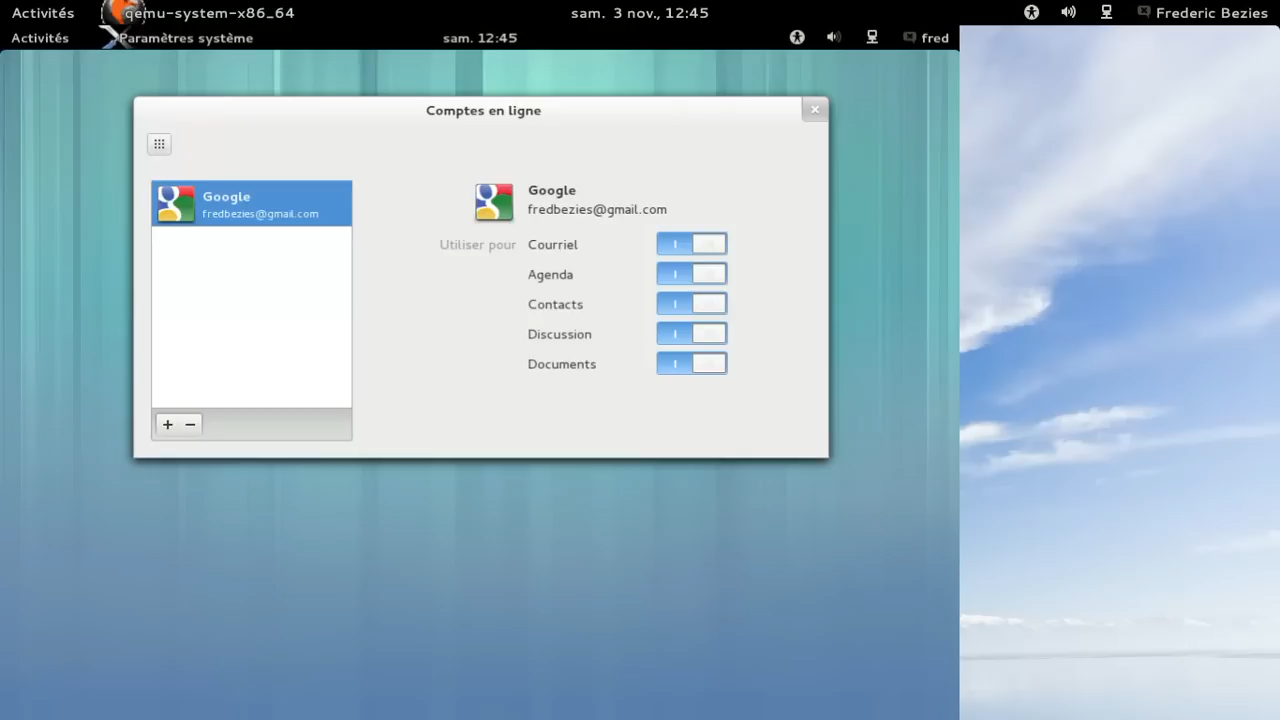 Activités qemu-system-x86_64 sam. 3 nov., 12:45 Frederic Bezies
Activités Paramètres système sam. 12:45 fred
Comptes en ligne
Google
fredbezies@gmail.com
Google
fredbezies@gmail.com
Utiliser pour Courriel
Agenda
Contacts
Discussion
Documents